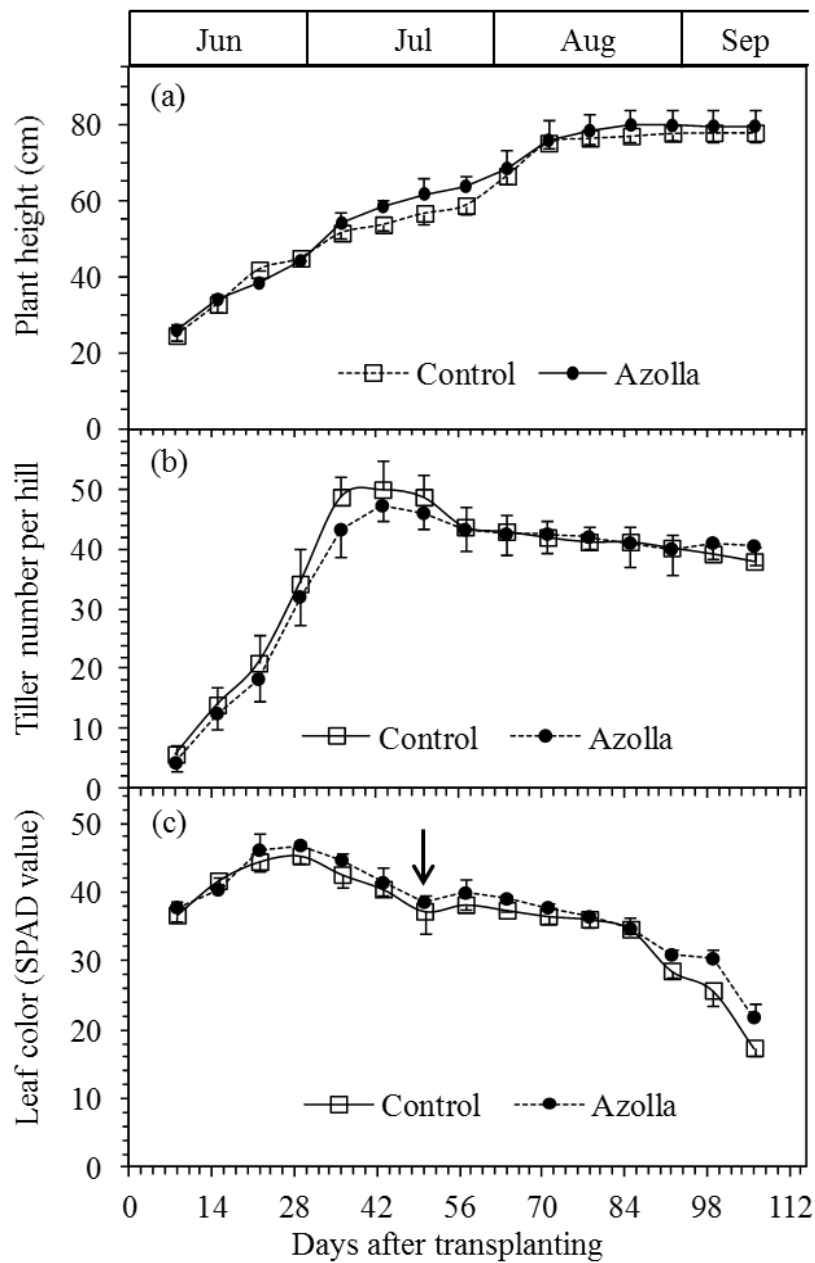 Jun Jul Aug Sep
(a)
Plant height (cm)
80
60
40
20
0
Control Azolla
(b)
Tiller number per hill
50
40
30
20
10
0
Control Azolla
(c)
Leaf color (SPAD value)
50
40
30
20
10
0
Control Azolla
0 14 28 42 56 70 84 98 112
Days after transplanting